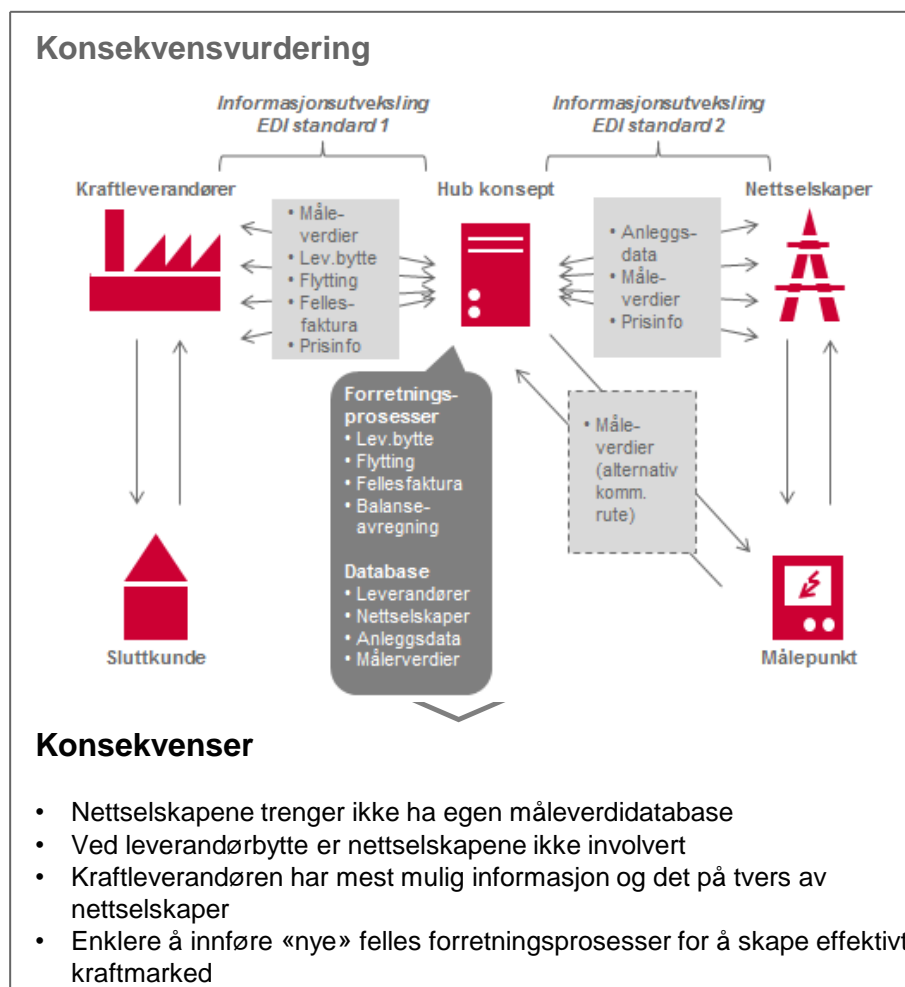 Konsekvensvurdering
Informasjonsutveksling
EDI standard 1
Informasjonsutveksling
EDI standard 2
Kraftleverandører
Hub konsept
Nettselskaper
• Måle-
verdier
• Lev.bytte
• Flytting
• Felles-
faktura
• Prisinfo
• Anleggs-
data
• Måle-
verdier
• Prisinfo
Forretnings-
prosesser
• Lev.bytte
• Flytting
• Fellesfaktura
• Balanse-
avregning
Database
• Leverandører
• Nettselskaper
• Anleggsdata
• Målerverdier
• Måle-
verdier
(alternativ
komm.
rute)
Sluttkunde
Målepunkt
Konsekvenser
• Nettselskapene trenger ikke ha egen måleverdidatabase
• Ved leverandørbytte er nettselskapene ikke involvert
• Kraftleverandøren har mest mulig informasjon og det på tvers av
nettselskaper
• Enklere å innføre «nye» felles forretningsprosesser for å skape effektivt
kraftmarked